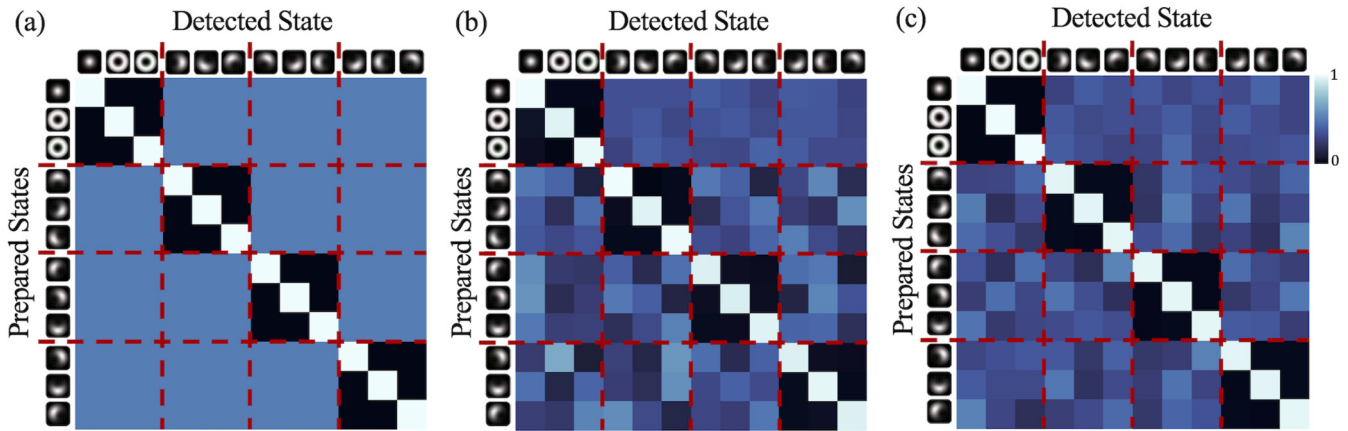 (a)
Detected State
Prepared States
(b)
Detected State
Prepared States
(c)
Detected State
Prepared States
1
0